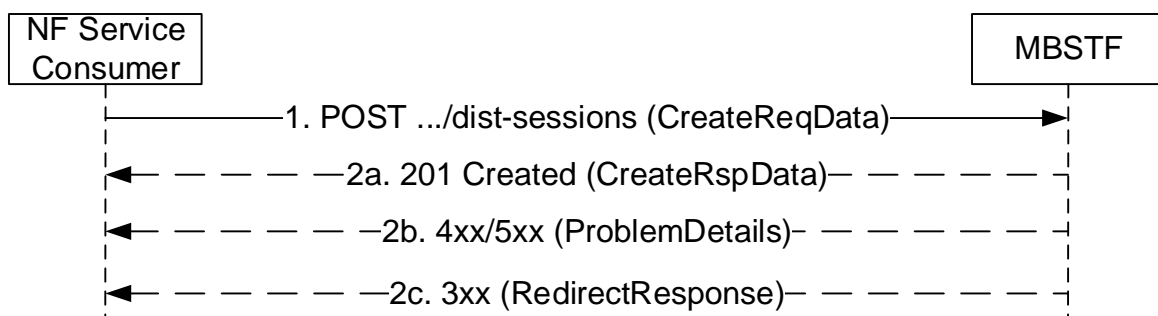 NF Service
Consumer
MBSTF
1. POST .../dist-sessions (CreateReqData)
2a. 201 Created (CreateRspData)
2b. 4xx/5xx (ProblemDetails)
2c. 3xx (RedirectResponse)